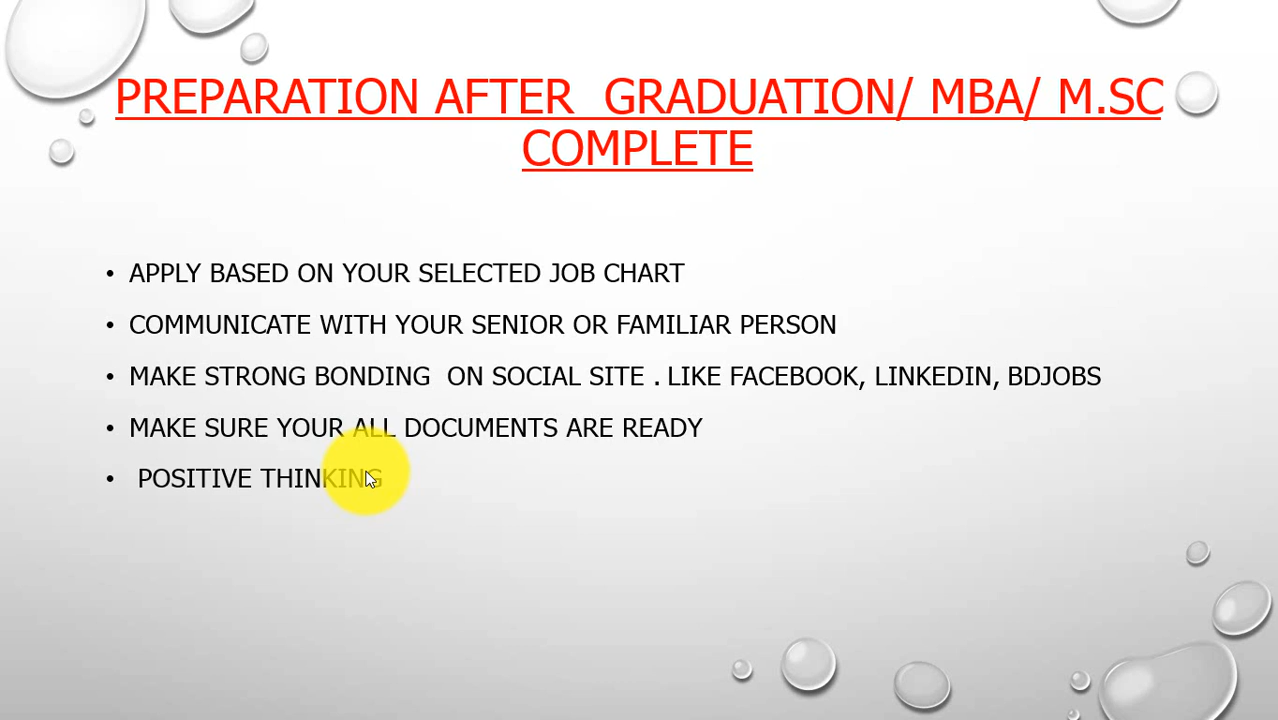 PREPARATION AFTER GRADUATION/ MBA/ M.SC
COMPLETE
• APPLY BASED ON YOUR SELECTED JOB CHART
• COMMUNICATE WITH YOUR SENIOR OR FAMILIAR PERSON
• MAKE STRONG BONDING ON SOCIAL SITE . LIKE FACEBOOK, LINKEDIN, BDJOBS
• MAKE SURE YOUR ALL DOCUMENTS ARE READY
• POSITIVE THINKING